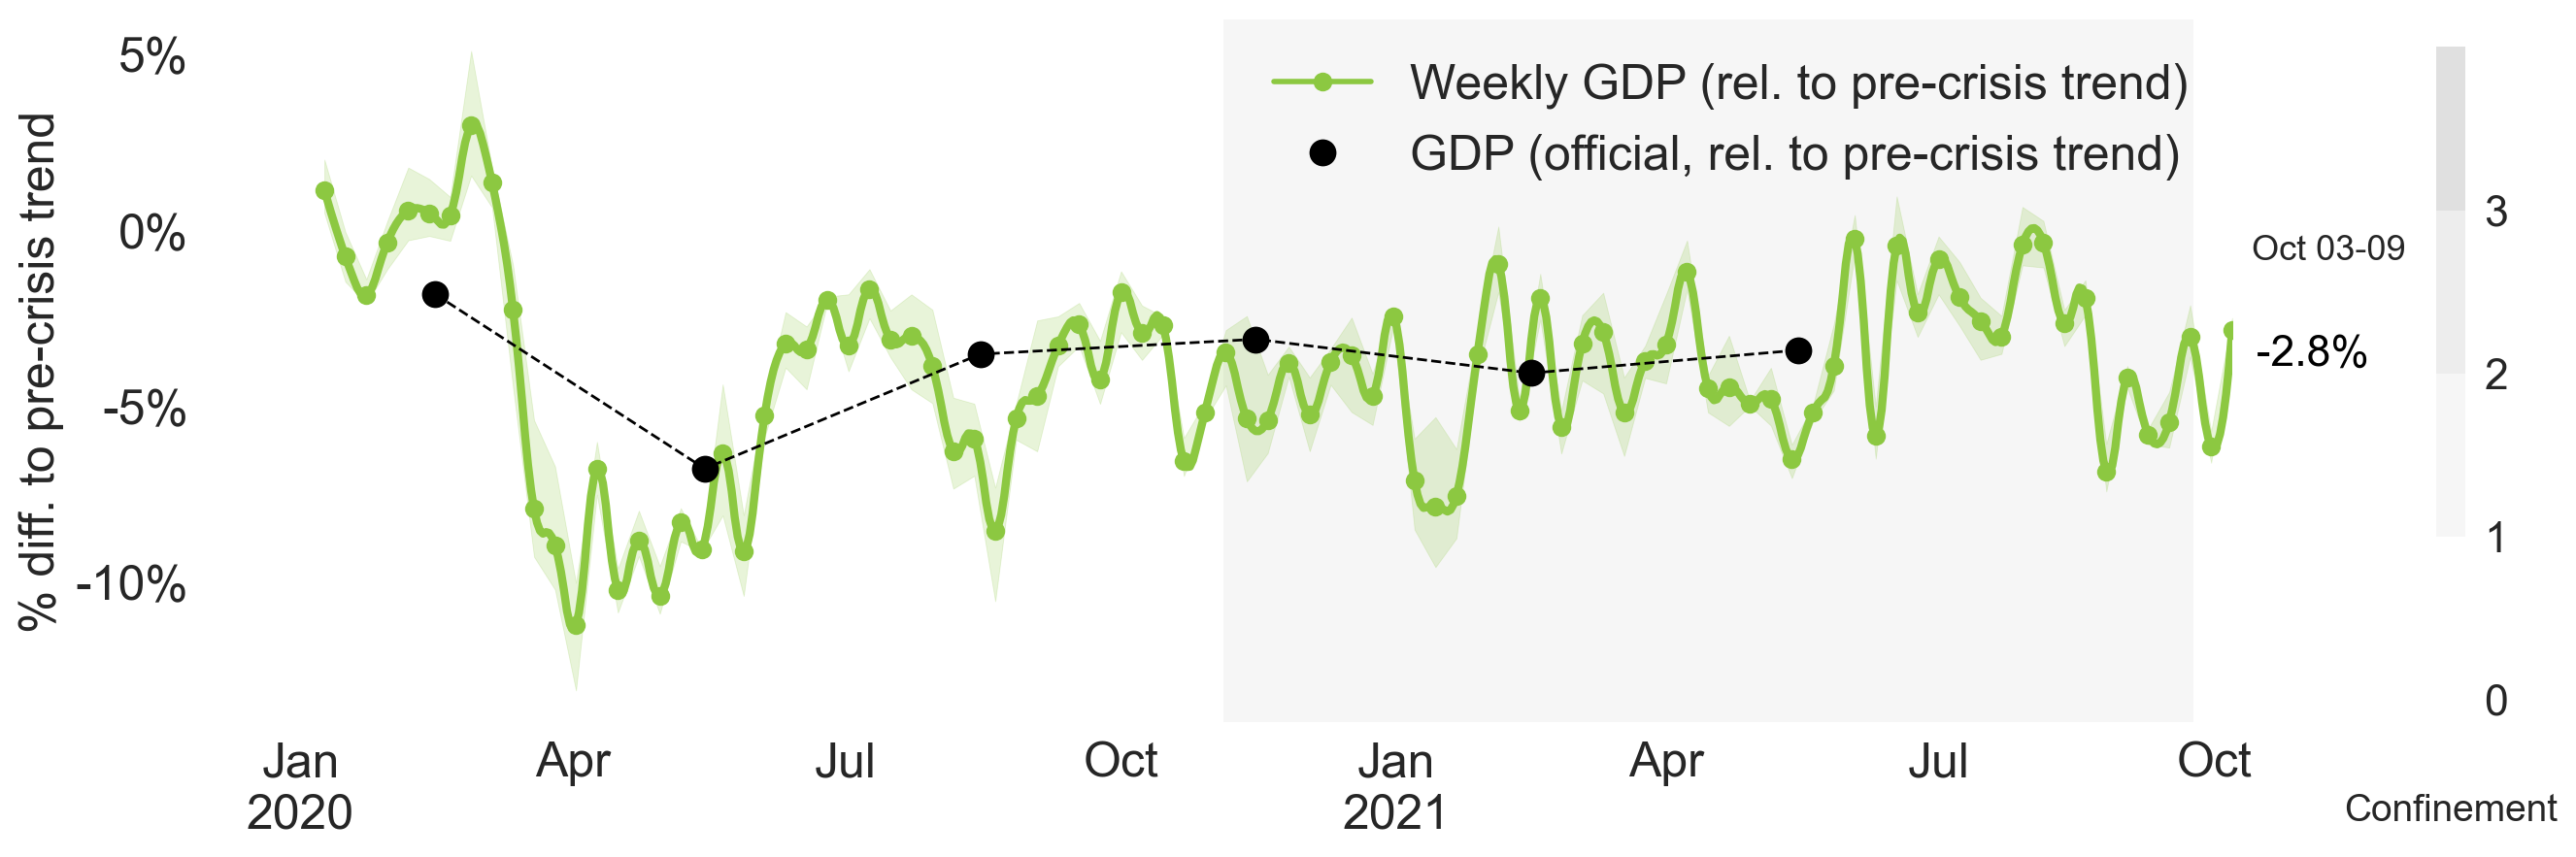 % diff. to pre-crisis trend
5%
0%
-5%
-10%
Weekly GDP (rel. to pre-crisis trend)
GDP (official, rel. to pre-crisis trend)
Oct 03-09
-2.8%
3
2
1
0
Jan Apr Jul Oct Jan Apr Jul Oct
2020 2021
Confinement